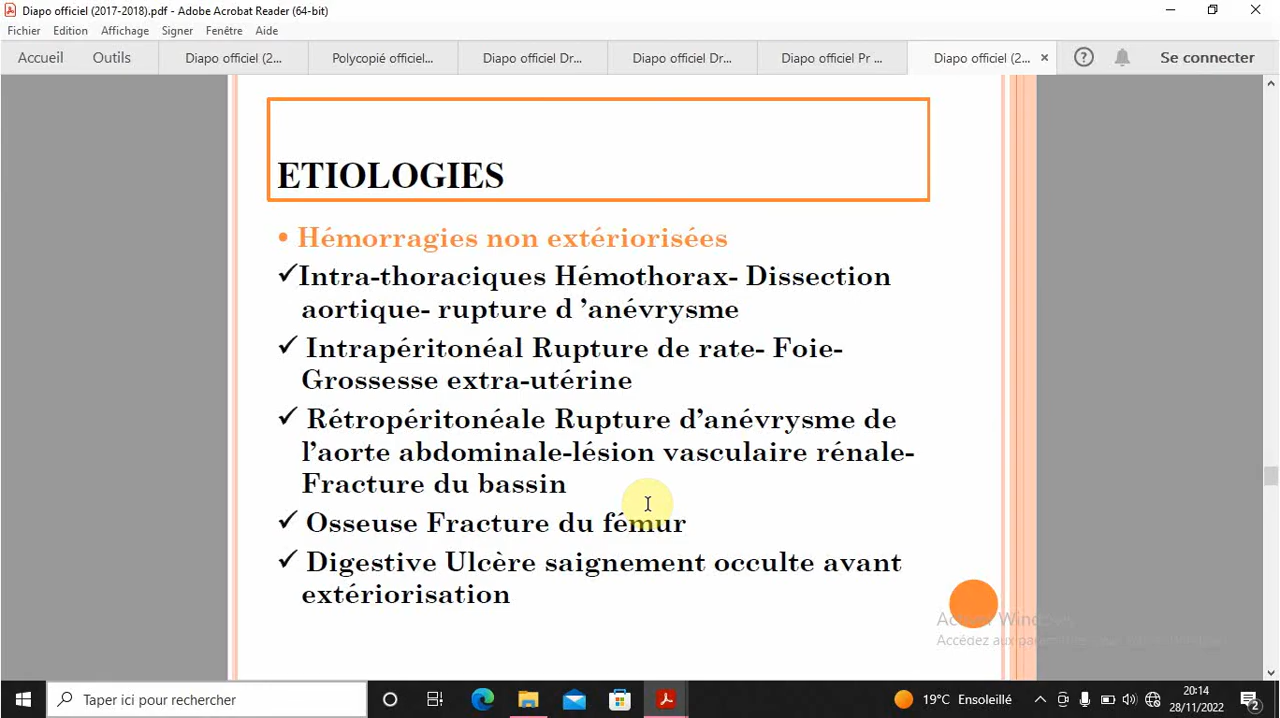 Diapo officiel (2017-2018).pdf - Adobe Acrobat Reader (64-bit)
Fichier Edition Affichage Signer Fenêtre Aide
Accueil Outils Diapo officiel (2... Polycopié officiel... Diapo officiel Dr... Diapo officiel Dr... Diapo officiel Pr ... Diapo officiel (2... × ? Se connecter
ETIOLOGIES
• Hémorragies non extériorisées
✓Intra-thoraciques Hémothorax- Dissection
aortique- rupture d ’anévrysme
✓ Intrapéritonéal Rupture de rate- Foie-
Grossesse extra-utérine
✓ Rétropéritonéale Rupture d’anévrysme de
l’aorte abdominale-lésion vasculaire rénale-
Fracture du bassin
✓ Osseuse Fracture du fémur
✓ Digestive Ulcère saignement occulte avant
extériorisation
Taper ici pour rechercher
19°C Ensoleillé
20:14
28/11/2022
2